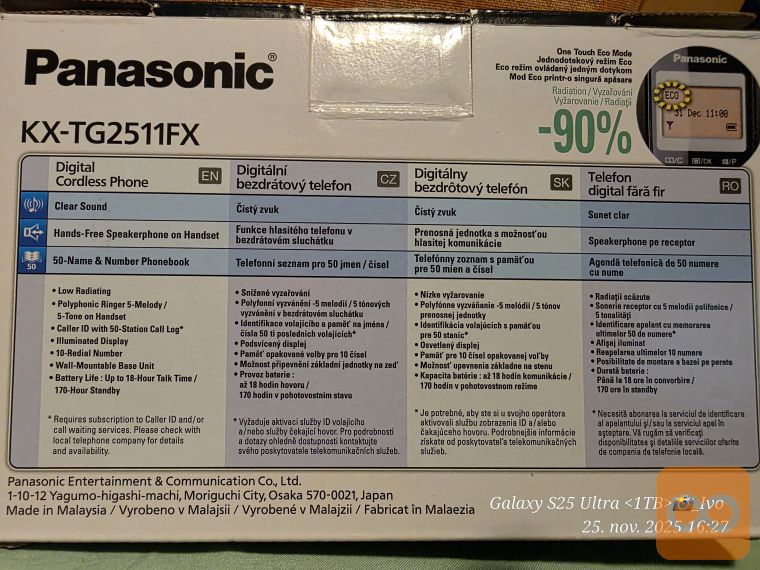 Panasonic®
KX-TG2511FX
One Touch Eco Mode
Jednodotekový režim Eco
Eco režim ovládaný jedným dotykom
Mod Eco printr-o singură apăsare
Radiation / Vyzařování
Vyžarovanie / Radiaţii
-90%
Panasonic
ECO
31 Dec 11:00
Digital
Cordless Phone
EN
Clear Sound
Hands-Free Speakerphone on Handset
50
50-Name & Number Phonebook
• Low Radiating
• Polyphonic Ringer 5-Melody /
5-Tone on Handset
• Caller ID with 50-Station Call Log*
• Illuminated Display
• 10-Redial Number
• Wall-Mountable Base Unit
• Battery Life : Up to 18-Hour Talk Time /
170-Hour Standby
* Requires subscription to Caller ID and/or
call waiting services. Please check with
local telephone company for details
and availability.
Digitální
bezdrátový telefon
CZ
Čistý zvuk
Funkce hlasitého telefonu v
bezdrátovém sluchátku
Telefonní seznam pro 50 jmen / čísel
• Snížené vyzařování
• Polyfonní vyzvánění -5 melodií / 5 tónových
vyzvánění v bezdrátovém sluchátku
• Identifikace volajícího a paměť na jména /
čísla 50 ti posledních volajících*
• Podsvícený displej
• Paměť opakované volby pro 10 čísel
• Možnost připevnění základní jednotky na zeď
• Provoz baterie :
až 18 hodin hovoru /
170 hodin v pohotovostním stavu
* Vyžaduje aktivaci služby ID volajícího
a/nebo služby čekající hovor. Pro podrobnosti
a dotazy ohledně dostupnosti kontaktujte
svého poskytovatele telekomunikačních služeb.
Digitálny
bezdrôtový telefón
SK
Čistý zvuk
Prenosná jednotka s možnosťou
hlasitej komunikácie
Telefónny zoznam s pamäťou
pre 50 mien a čísel
• Nízke vyžarovanie
• Polyfónne vyzváňanie -5 melódií / 5 tónov
prenosnej jednotky
• Identifikácia volajúcich s pamäťou
pre 50 staníc*
• Osvetlený displej
• Pamäť pre 10 čísel opakovanej voľby
• Možnosť upevnenia základne na stenu
• Kapacita batérie : až 18 hodín komunikácie /
170 hodín v pohotovostnom režime
* Je potrebné, aby ste si u svojho operátora
aktivovali službu zobrazenia ID a/alebo
čakajúceho hovoru. Podrobnejšie informácie
získate od poskytovateľa telekomunikačných
služieb.
Telefon
digital fără fir
RO
Sunet clar
Speakerphone pe receptor
Agendă telefonică de 50 numere
cu nume
• Radiaţii scăzute
• Sonerie receptor cu 5 melodii polifonice /
5 tonalităţi
• Identificare apelant cu memorarea
ultimelor 50 de numere*
• Afişaj iluminat
• Reapelarea ultimelor 10 numere
• Posibilitate de montare a bazei pe perete
• Durată baterie :
Până la 18 ore în convorbire /
170 ore în standby
* Necesită abonarea la serviciul de identificare
al apelantului şi/sau la serviciul apel în
aşteptare. Vă rugăm să verificaţi
disponibilitatea şi detaliile serviciilor oferite
de compania de telefonie locală.
Panasonic Entertainment & Communication Co., Ltd.
1-10-12 Yagumo-higashi-machi, Moriguchi City, Osaka 570-0021, Japan
Made in Malaysia / Vyrobeno v Malajsii / Vyrobené v Malajzii / Fabricat în Malaezia
Galaxy S25 Ultra <1TB>📸 Ivo
25. nov. 2025 16:27